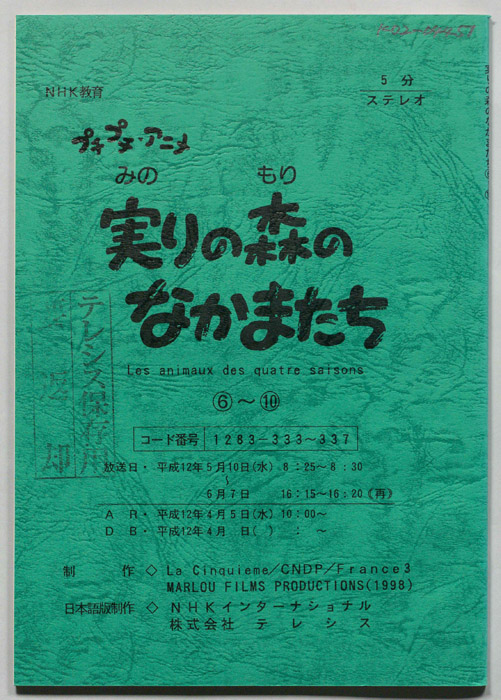 NHK教育
5 分
ステレオ
プチプチ・アニメ
みの もり
実りの森の
なかまたち
Les animaux des quatre saisons
⑥～⑩
コード番号 1283－333～337
放送日・ 平成12年5月10日(水) 8:25～8:30
～
6月7日 16:15～16:20(再)
A R・ 平成12年4月5日(水) 10:00～
D B・ 平成12年4月 日( ) : ～
制 作 ◇ La Cinquieme/CNDP/France3
MARLOU FILMS PRODUCTIONS(1998)
日本語版制作 ◇ NHKインターナショナル
株式会社 テレシス
テレシス保存用